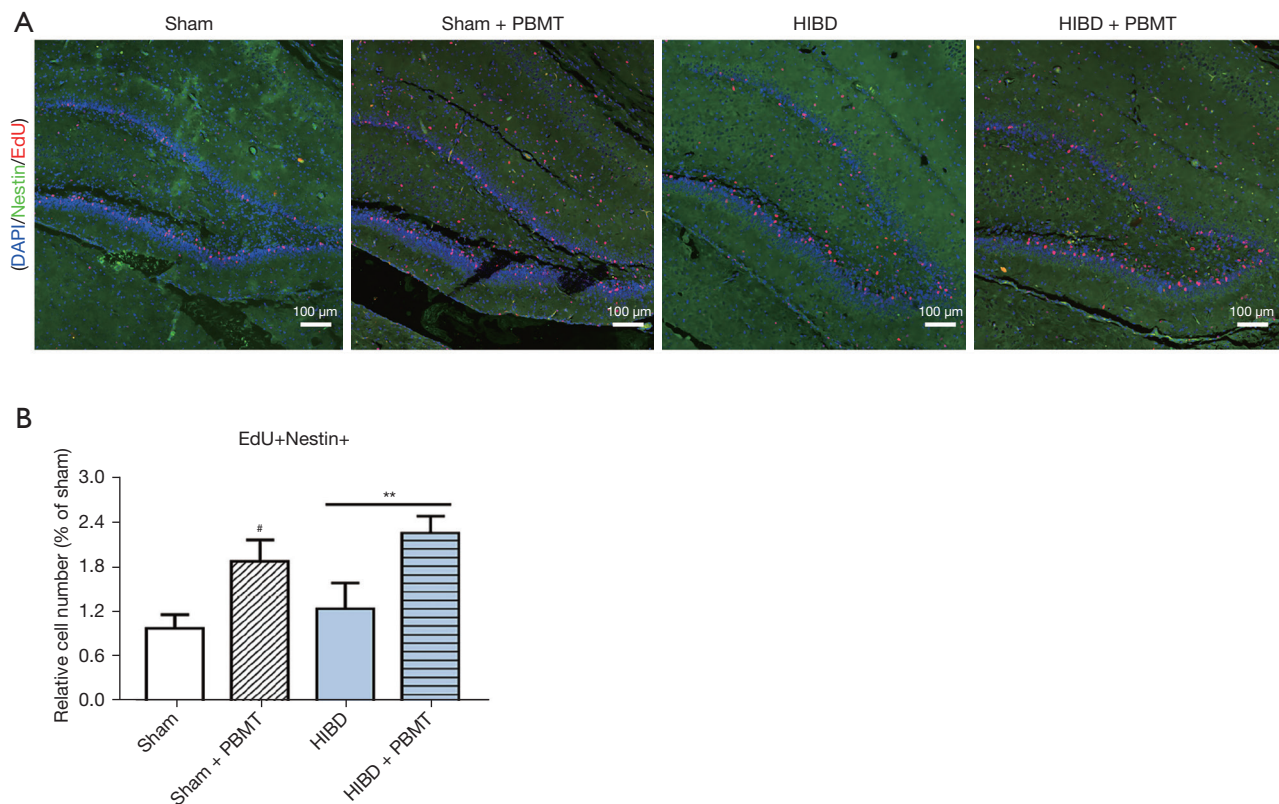 A
Sham
Sham + PBMT
HIBD
HIBD + PBMT
(DAPI/Nestin/EdU)
100 μm
100 μm
100 μm
100 μm
B
EdU+Nestin+
Relative cell number (% of sham)
3.0
2.4
1.8
1.2
0.6
0.0
#
**
Sham
Sham + PBMT
HIBD
HIBD + PBMT